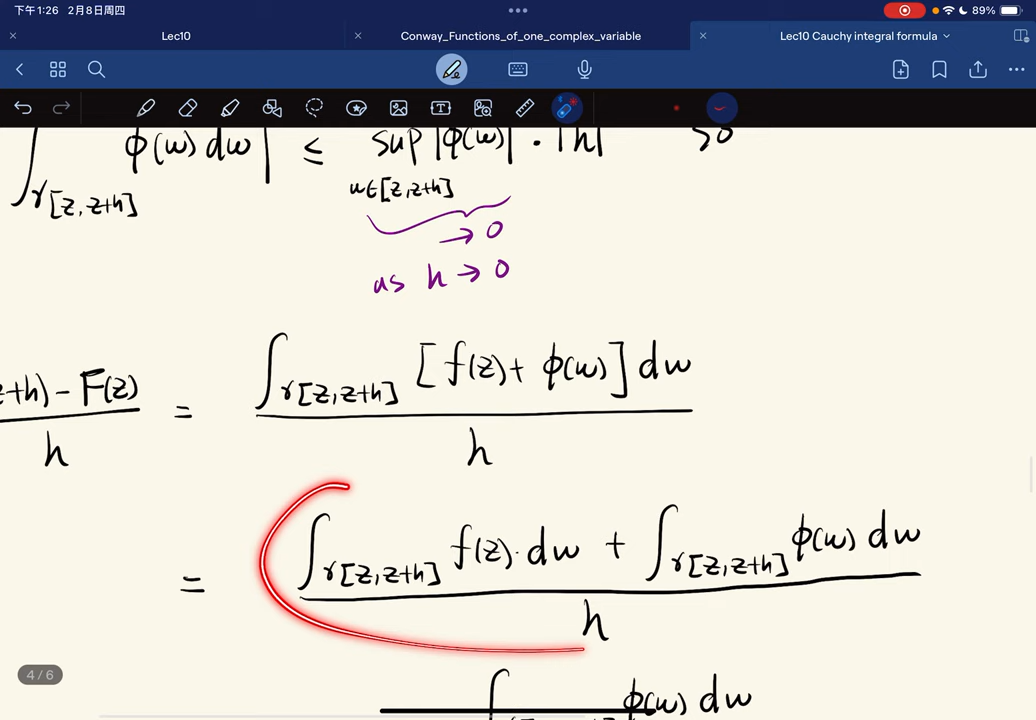 下午1:26 2月8日周四
89%
Lec10
Conway_Functions_of_one_complex_variable
Lec10 Cauchy integral formula
∫_{γ[z,z+h]} φ(w) dw| ≤ sup_{w∈[z,z+h]} |φ(w)| · |h| so
→ 0
as h → 0
z+h) - F(z) / h = ∫_{γ[z,z+h]} [f(z) + φ(w)] dw / h
= ∫_{γ[z,z+h]} f(z) · dw + ∫_{γ[z,z+h]} φ(w) dw / h
4/6
∫ φ(w) dw